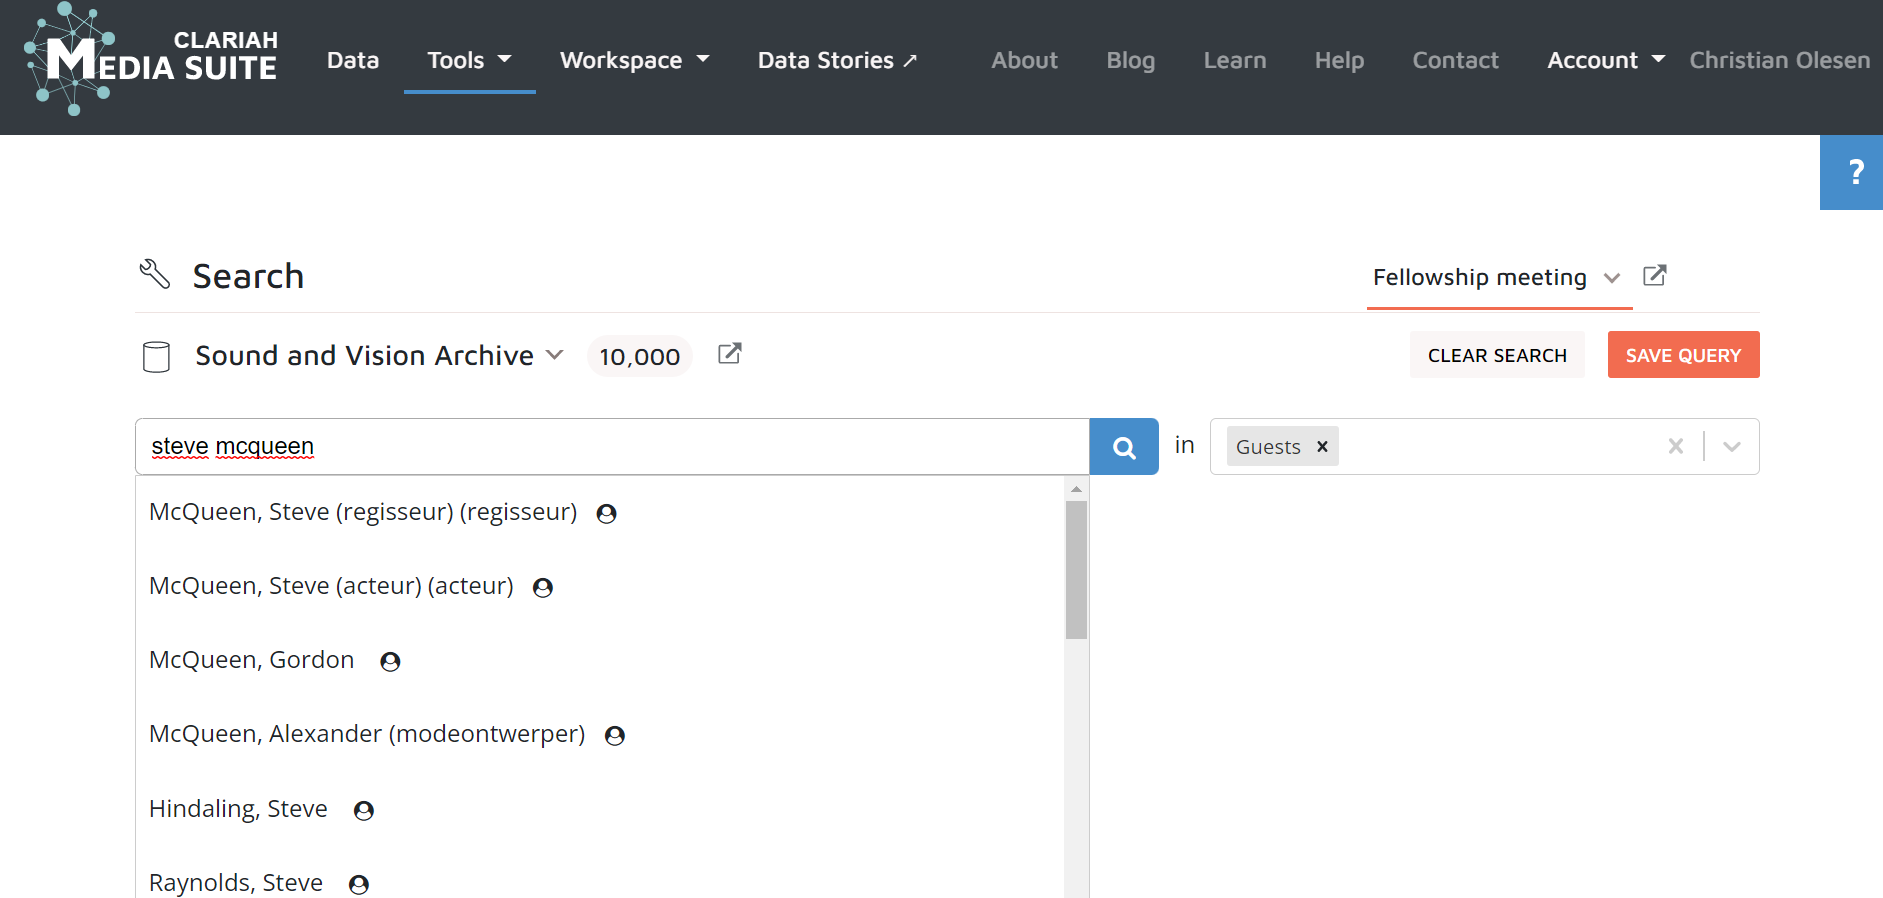 CLARIAH
MEDIA SUITE
Data
Tools
Workspace
Data Stories ↗
About
Blog
Learn
Help
Contact
Account
Christian Olesen
?
Search
Fellowship meeting
Sound and Vision Archive
10,000
CLEAR SEARCH
SAVE QUERY
steve mcqueen
in
Guests ×
McQueen, Steve (regisseur) (regisseur)
McQueen, Steve (acteur) (acteur)
McQueen, Gordon
McQueen, Alexander (modeontwerper)
Hindaling, Steve
Raynolds, Steve